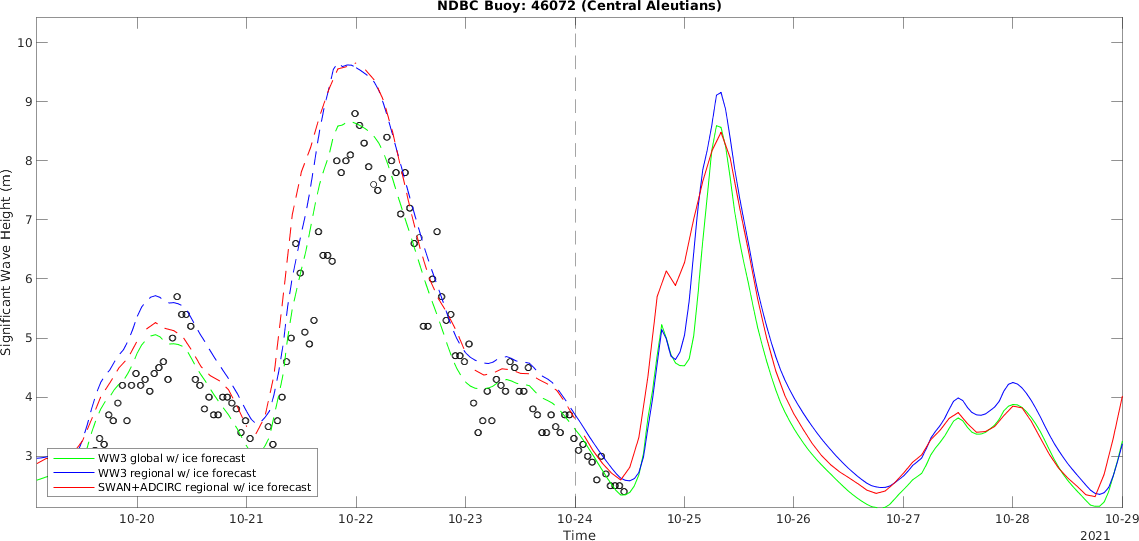 NDBC Buoy: 46072 (Central Aleutians)
10
9
8
7
6
5
4
3
Significant Wave Height (m)
WW3 global w/ ice forecast
WW3 regional w/ ice forecast
SWAN+ADCIRC regional w/ ice forecast
10-20 10-21 10-22 10-23 10-24 10-25 10-26 10-27 10-28 10-29
Time
2021